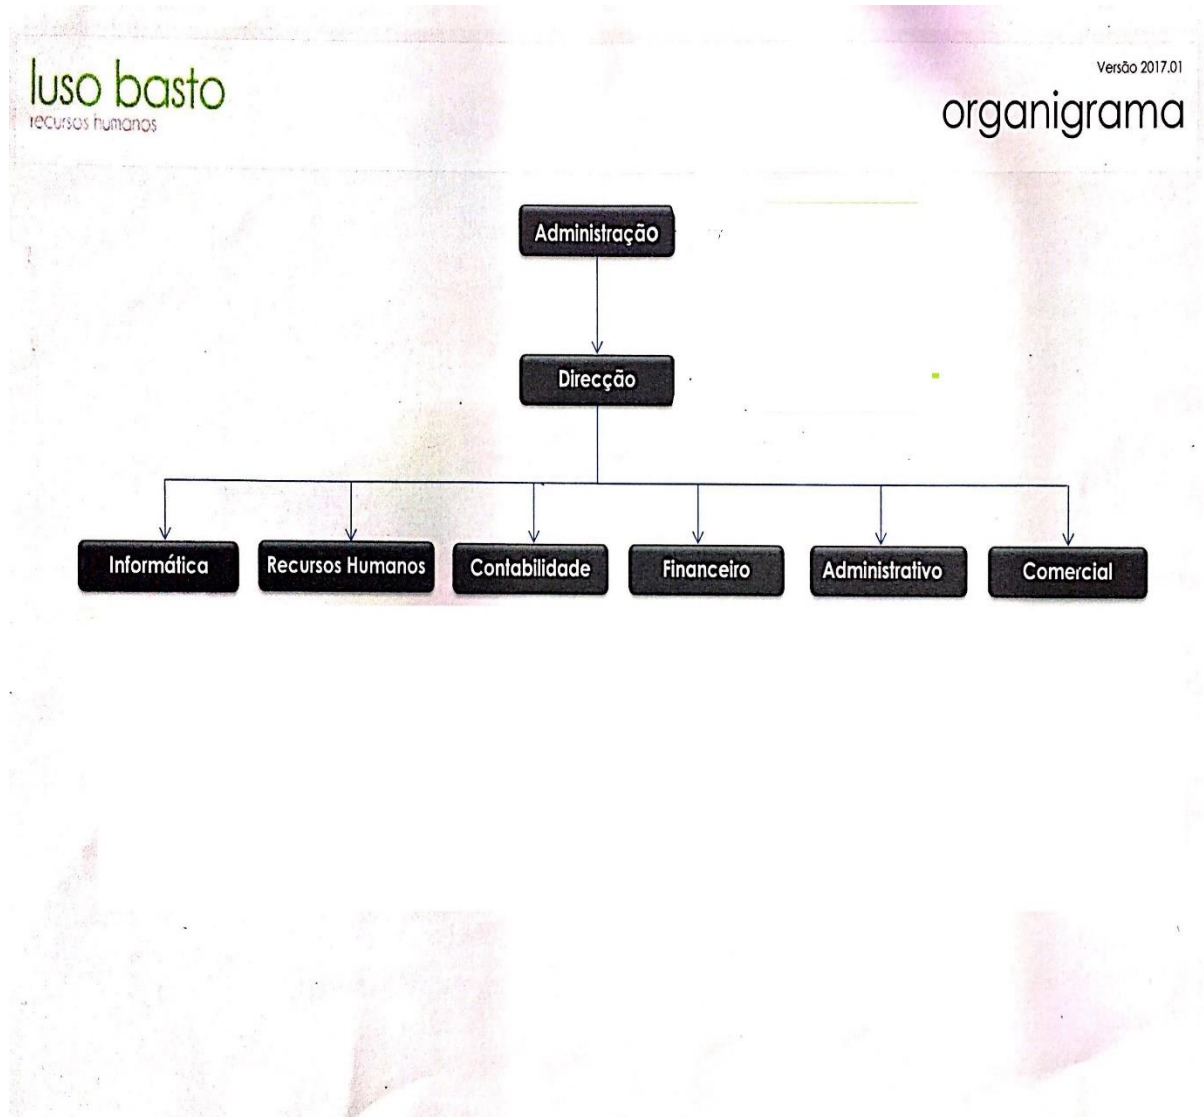 luso basto
recursos humanos
Versão 2017.01
organigrama
Administração
Direcção
Informática
Recursos Humanos
Contabilidade
Financeiro
Administrativo
Comercial